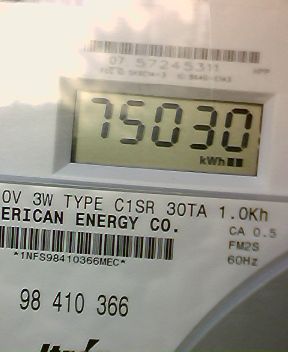 07 57245311
75030
kWh
0V 3W TYPE C1SR 30TA 1.0Kh
ERICAN ENERGY CO.
CA 0.5
FM2S
*1NFS98410366MEC*
60Hz
98 410 366